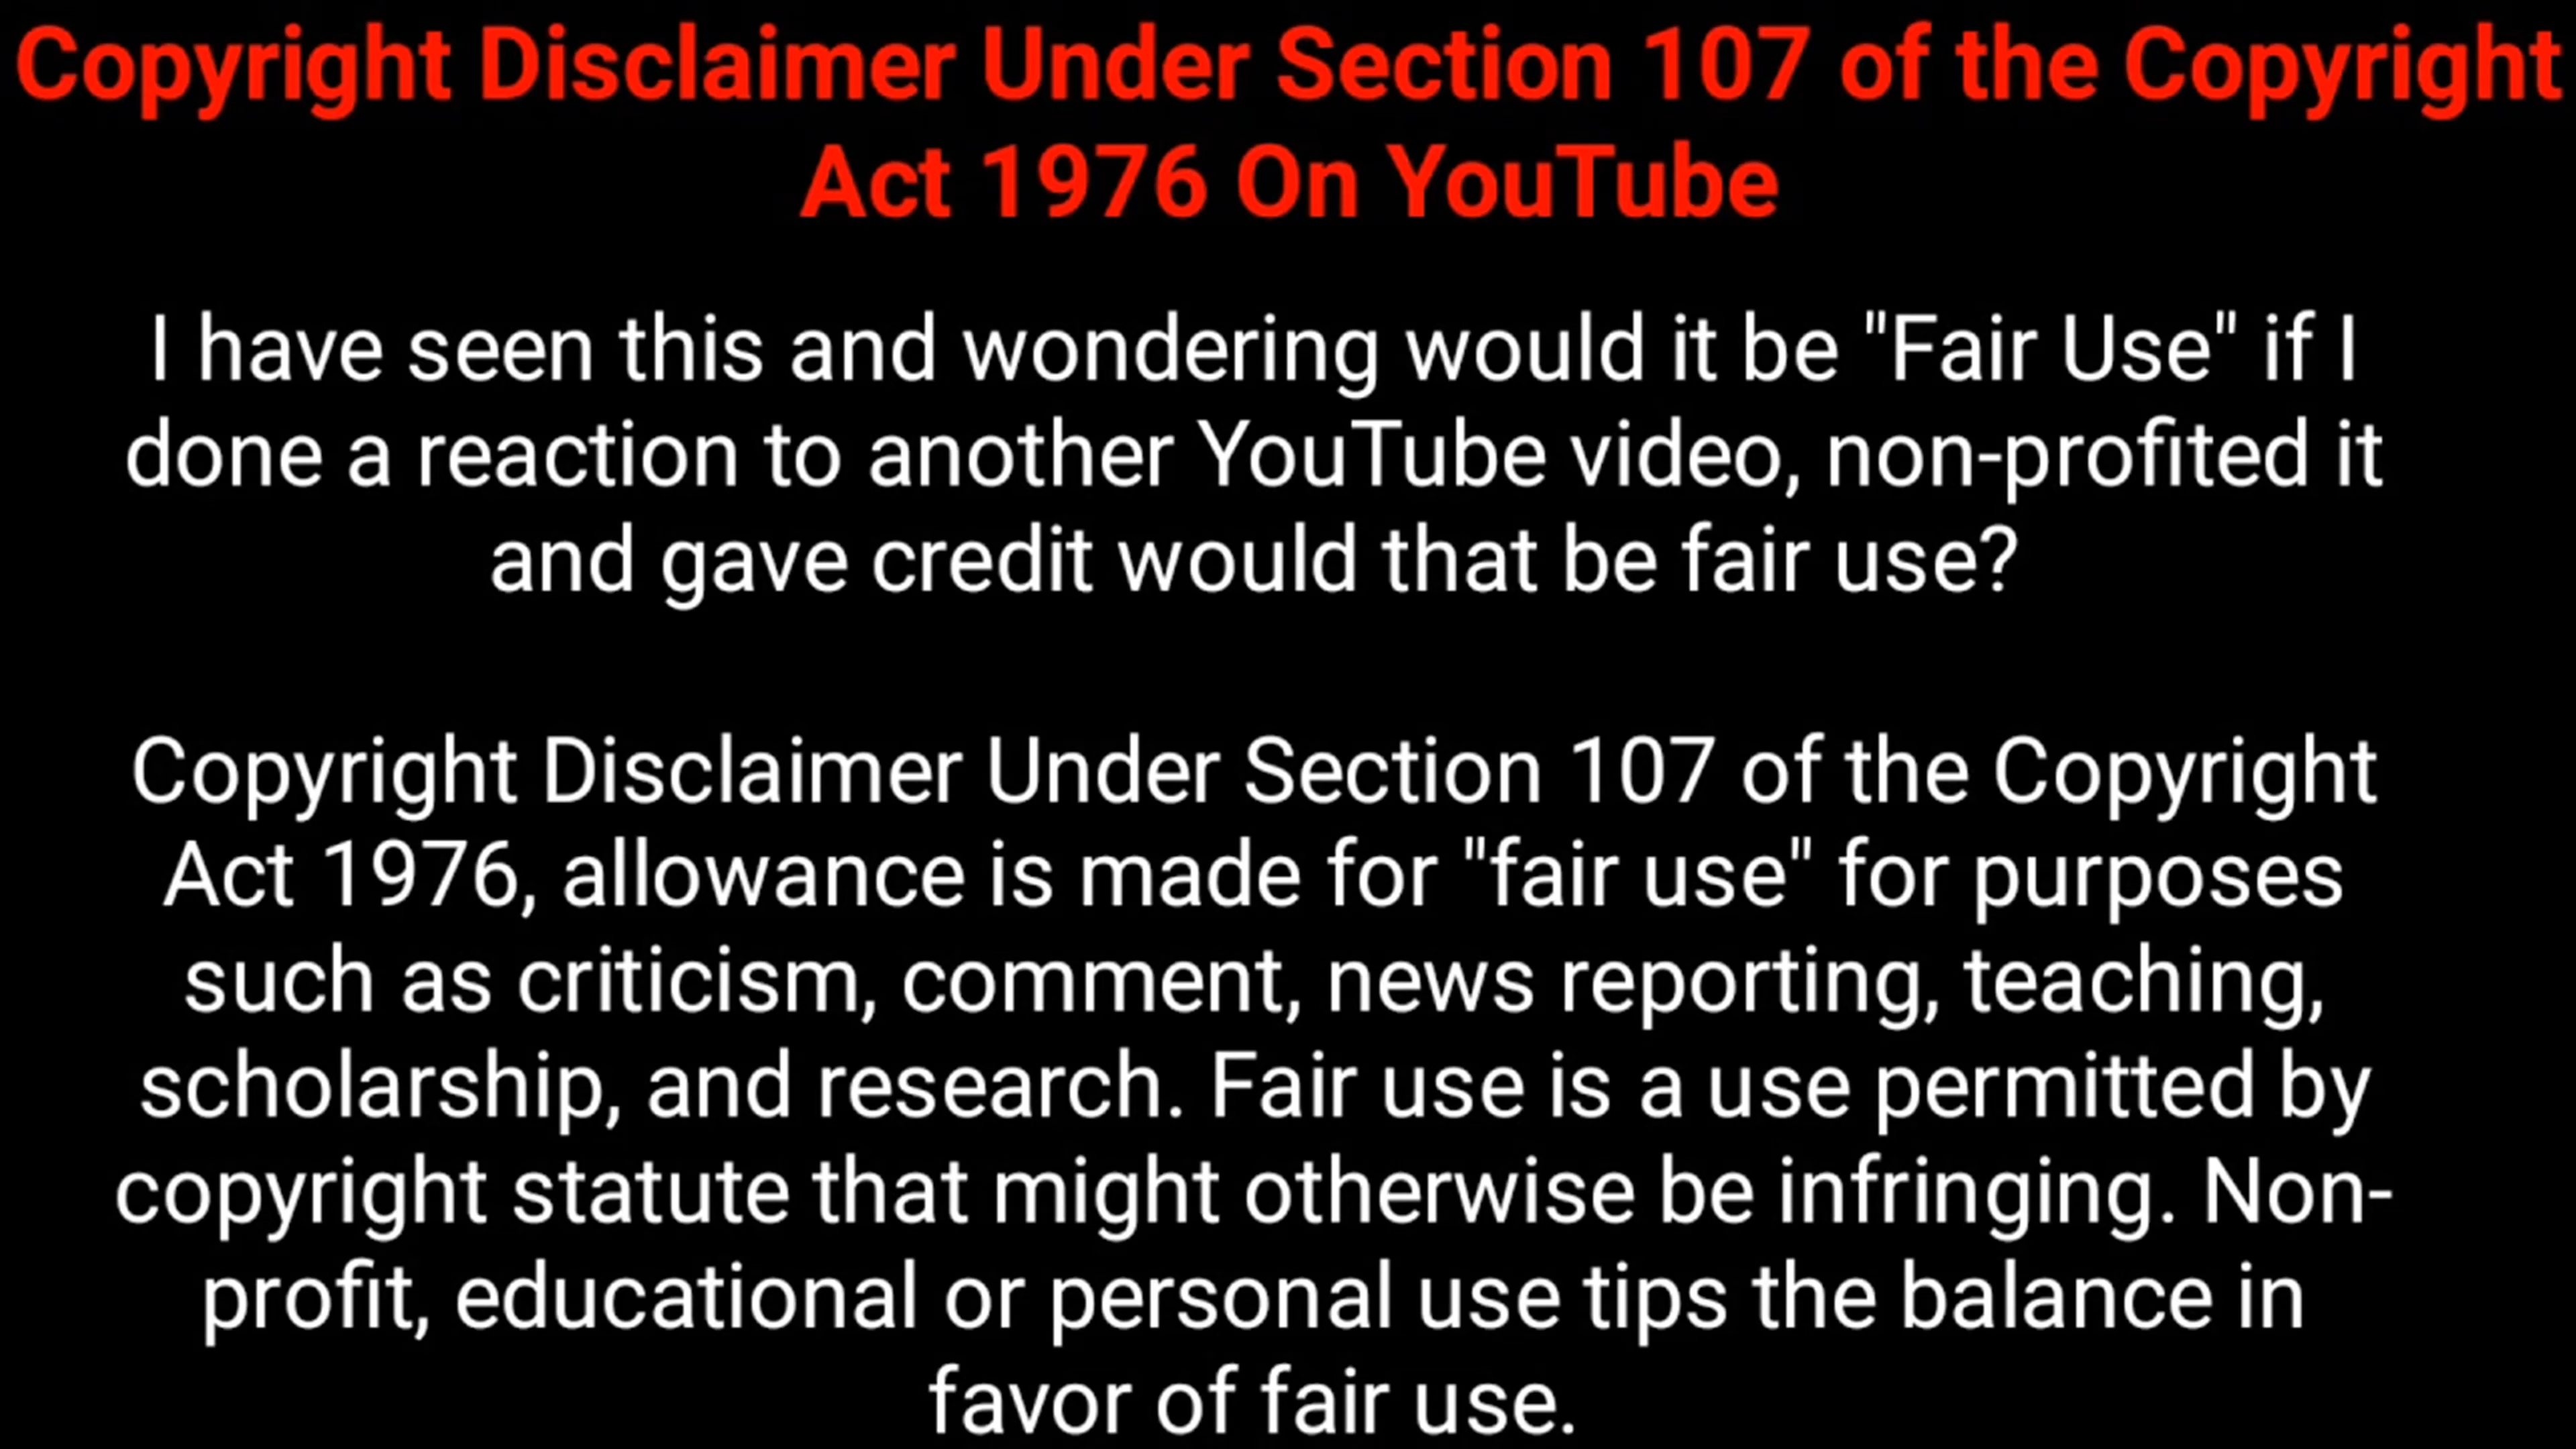 Copyright Disclaimer Under Section 107 of the Copyright
Act 1976 On YouTube
I have seen this and wondering would it be "Fair Use" if I
done a reaction to another YouTube video, non-profited it
and gave credit would that be fair use?
Copyright Disclaimer Under Section 107 of the Copyright
Act 1976, allowance is made for "fair use" for purposes
such as criticism, comment, news reporting, teaching,
scholarship, and research. Fair use is a use permitted by
copyright statute that might otherwise be infringing. Non-
profit, educational or personal use tips the balance in
favor of fair use.